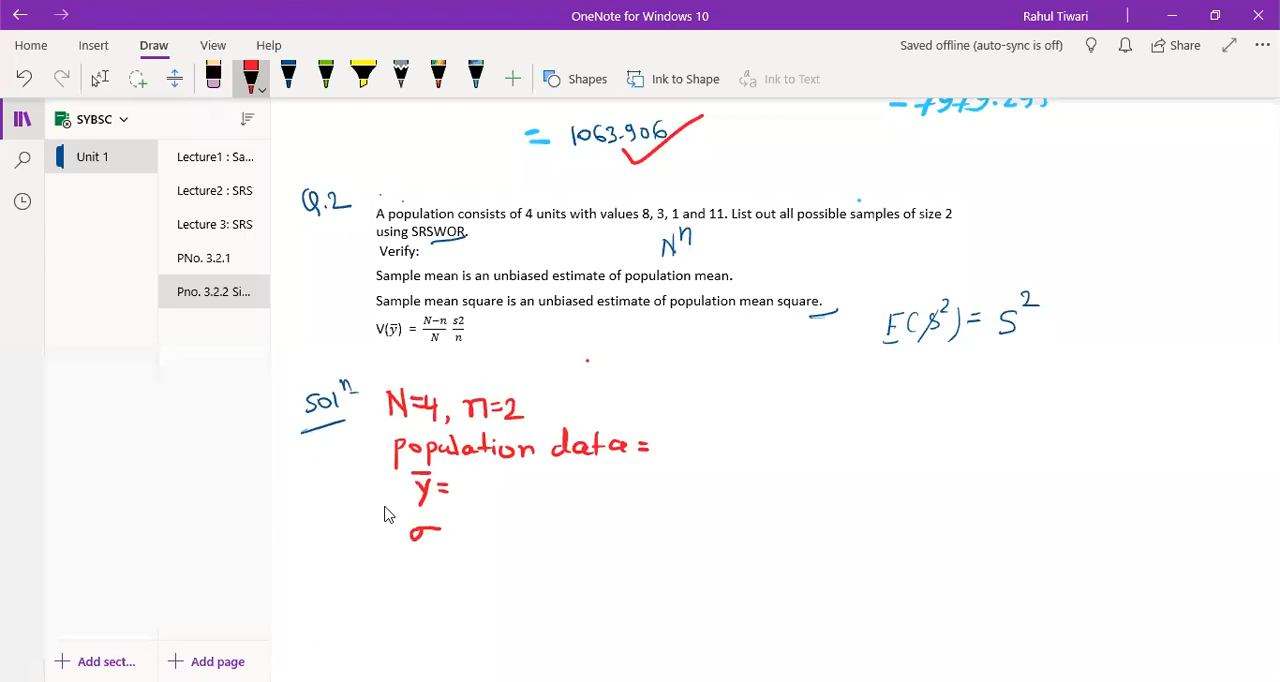 OneNote for Windows 10
Rahul Tiwari
Home Insert Draw View Help
Saved offline (auto-sync is off) Share
Shapes Ink to Shape Ink to Text
SYBSC
Unit 1
Lecture1 : Sa...
Lecture2 : SRS
Lecture 3: SRS
PNo. 3.2.1
Pno. 3.2.2 Si...
= 1063.906
Q.2
A population consists of 4 units with values 8, 3, 1 and 11. List out all possible samples of size 2
using SRSWOR.
N^n
Verify:
Sample mean is an unbiased estimate of population mean.
Sample mean square is an unbiased estimate of population mean square.
E(s²) = S²
V(ȳ) = N−n/N s2/n
Solⁿ N=4, n=2
population data =
Ȳ =
σ
Add sect... Add page